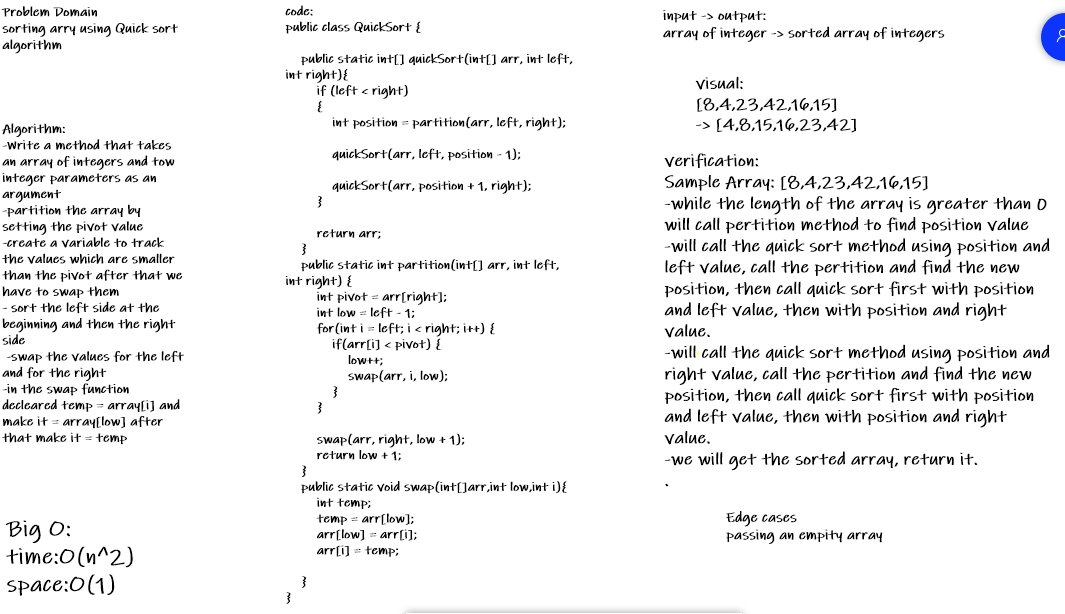 Problem Domain
sorting arry using Quick sort
algorithm
Algorithm:
-Write a method that takes
an array of integers and tow
integer parameters as an
argument
-partition the array by
setting the pivot value
-create a variable to track
the values which are smaller
than the pivot after that we
have to swap them
- sort the left side at the
beginning and then the right
side
-swap the values for the left
and for the right
-in the swap function
decleared temp = array[i] and
make it = array[low] after
that make it = temp
Big O:
time:O(n^2)
space:O(1)
code:
public class QuickSort {
public static int[] quickSort(int[] arr, int left,
int right){
if (left < right)
{
int position = partition(arr, left, right);
quickSort(arr, left, position - 1);
quickSort(arr, position + 1, right);
}
return arr;
}
public static int partition(int[] arr, int left,
int right) {
int pivot = arr[right];
int low = left - 1;
for(int i = left; i < right; i++) {
if(arr[i] < pivot) {
low++;
swap(arr, i, low);
}
}
swap(arr, right, low + 1);
return low + 1;
}
public static void swap(int[]arr,int low,int i){
int temp;
temp = arr[low];
arr[low] = arr[i];
arr[i] = temp;
}
}
input -> output:
array of integer -> sorted array of integers
visual:
[8,4,23,42,16,15]
-> [4,8,15,16,23,42]
verification:
Sample Array: [8,4,23,42,16,15]
-while the length of the array is greater than 0
will call pertition method to find position value
-will call the quick sort method using position and
left value, call the pertition and find the new
position, then call quick sort first with position
and left value, then with position and right
value.
-will call the quick sort method using position and
right value, call the pertition and find the new
position, then call quick sort first with position
and left value, then with position and right
value.
-we will get the sorted array, return it.
.
Edge cases
passing an empity array